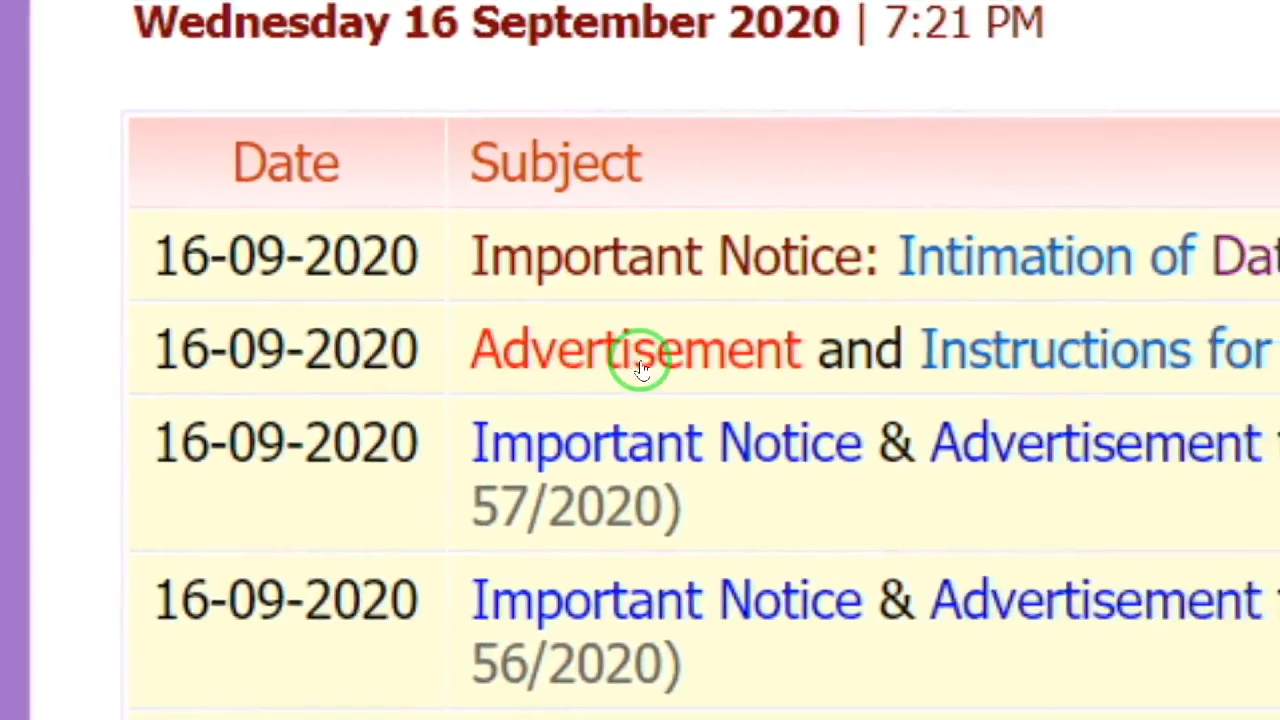 Wednesday 16 September 2020 | 7:21 PM
Date Subject
16-09-2020 Important Notice: Intimation of
16-09-2020 Advertisement and Instructions for
16-09-2020 Important Notice & Advertisement
57/2020)
16-09-2020 Important Notice & Advertisement
56/2020)